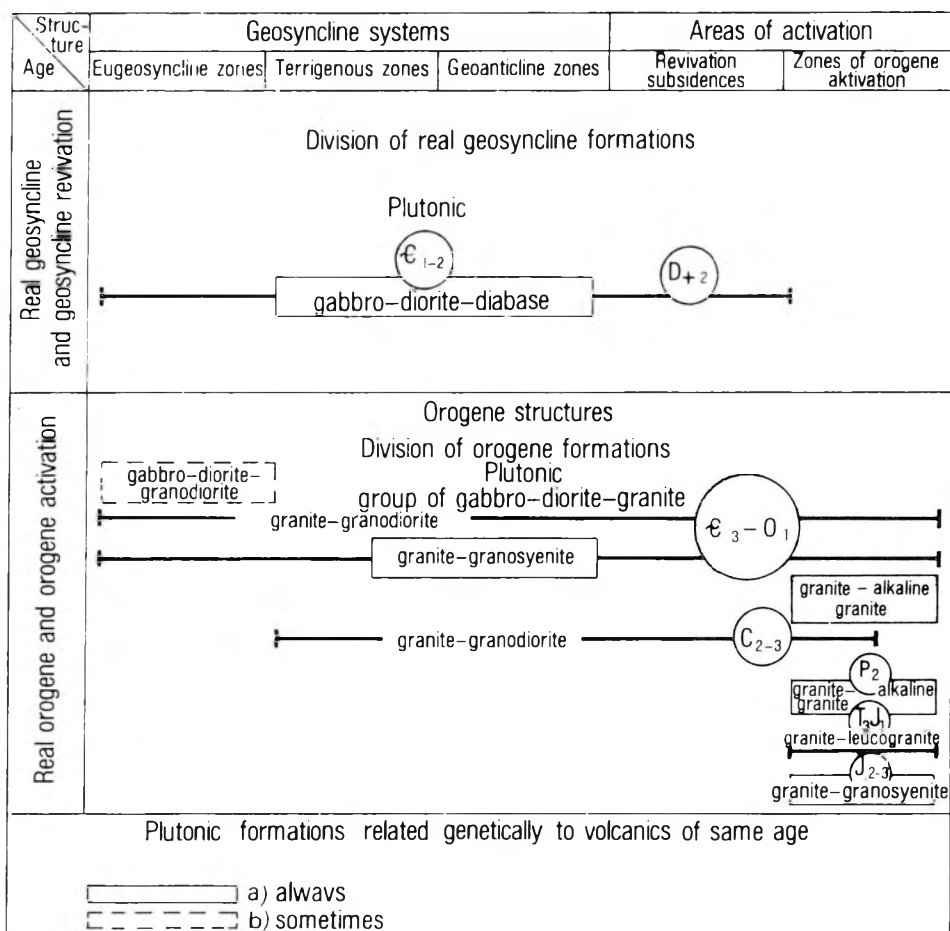 Struc-
ture
Age
Geosyncline systems
Areas of activation
Eugeosyncline zones
Terrigenous zones
Geoanticline zones
Revivation
subsidences
Zones of orogene
aktivation
Real geosyncline
and geosyncline revivation
Division of real geosyncline formations
Plutonic
Є 1-2
D+2
gabbro-diorite-diabase
Real orogene and orogene activation
Orogene structures
Division of orogene formations
Plutonic
group of gabbro-diorite-granite
gabbro-diorite-
granodiorite
granite-granodiorite
Є 3-O 1
granite-granosyenite
granite - alkaline
granite
granite-granodiorite
C 2-3
P2
granite- alkaline
granite
T3J1
granite-leucogranite
J2-3
granite-granosyenite
Plutonic formations related genetically to volcanics of same age
a) alwavs
b) sometimes